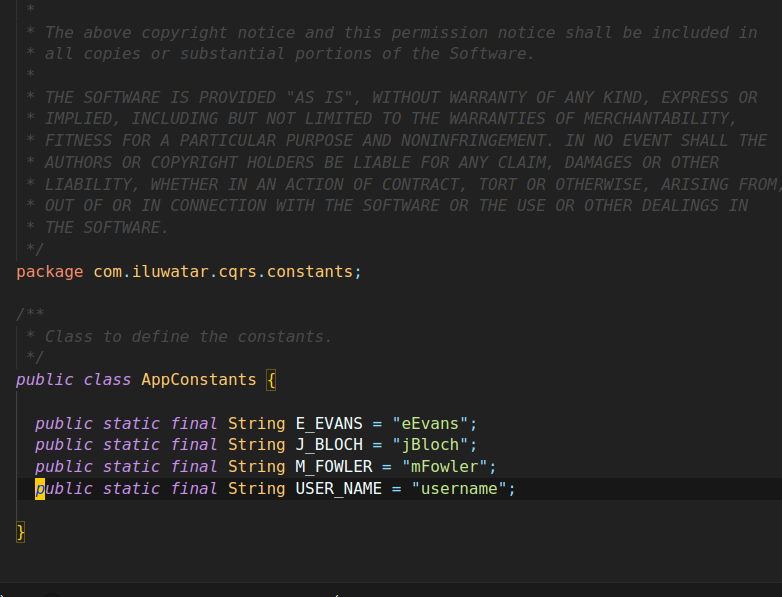 *
* The above copyright notice and this permission notice shall be included in
* all copies or substantial portions of the Software.
*
* THE SOFTWARE IS PROVIDED "AS IS", WITHOUT WARRANTY OF ANY KIND, EXPRESS OR
* IMPLIED, INCLUDING BUT NOT LIMITED TO THE WARRANTIES OF MERCHANTABILITY,
* FITNESS FOR A PARTICULAR PURPOSE AND NONINFRINGEMENT. IN NO EVENT SHALL THE
* AUTHORS OR COPYRIGHT HOLDERS BE LIABLE FOR ANY CLAIM, DAMAGES OR OTHER
* LIABILITY, WHETHER IN AN ACTION OF CONTRACT, TORT OR OTHERWISE, ARISING FROM,
* OUT OF OR IN CONNECTION WITH THE SOFTWARE OR THE USE OR OTHER DEALINGS IN
* THE SOFTWARE.
*/
package com.iluwatar.cqrs.constants;
/**
* Class to define the constants.
*/
public class AppConstants {
public static final String E_EVANS = "eEvans";
public static final String J_BLOCH = "jBloch";
public static final String M_FOWLER = "mFowler";
public static final String USER_NAME = "username";
}